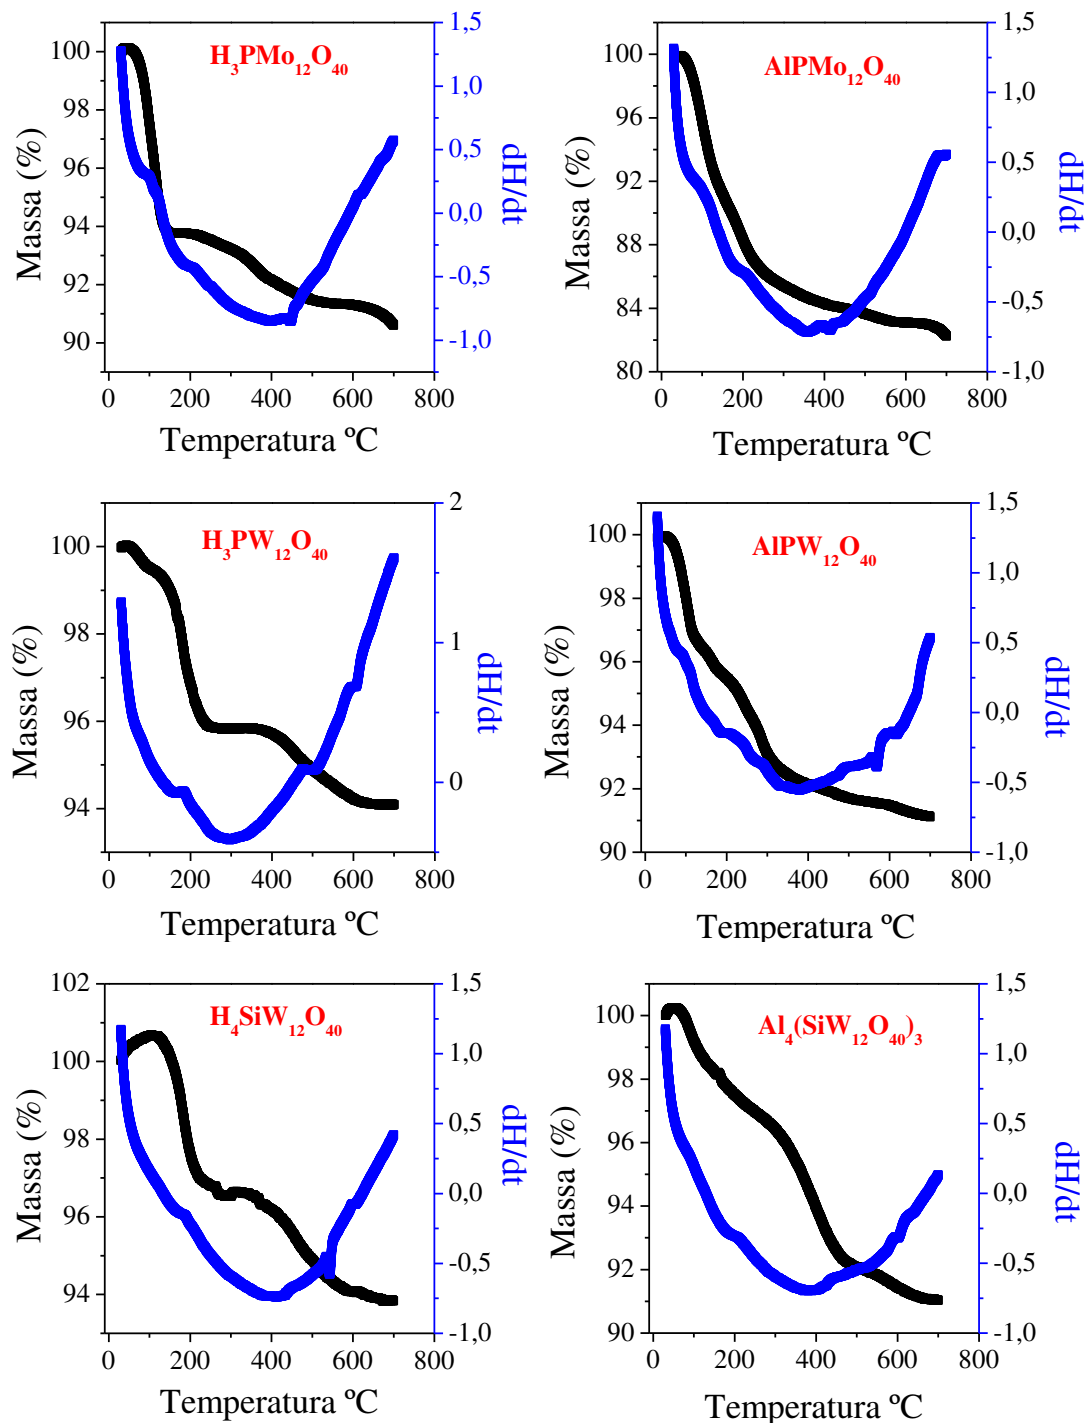 H₃PMo₁₂O₄₀
Massa (%)
100
98
96
94
92
90
1,5
1,0
0,5
0,0
-0,5
-1,0
dH/dt
0 200 400 600 800
Temperatura ºC
AlPMo₁₂O₄₀
Massa (%)
100
96
92
88
84
80
1,5
1,0
0,5
0,0
-0,5
-1,0
dH/dt
0 200 400 600 800
Temperatura ºC
H₃PW₁₂O₄₀
Massa (%)
100
98
96
94
2
1
0
dH/dt
0 200 400 600 800
Temperatura ºC
AlPW₁₂O₄₀
Massa (%)
100
98
96
94
92
90
1,5
1,0
0,5
0,0
-0,5
-1,0
dH/dt
0 200 400 600 800
Temperatura ºC
H₄SiW₁₂O₄₀
Massa (%)
102
100
98
96
94
1,5
1,0
0,5
0,0
-0,5
-1,0
dH/dt
0 200 400 600 800
Temperatura ºC
Al₄(SiW₁₂O₄₀)₃
Massa (%)
100
98
96
94
92
90
1,5
1,0
0,5
0,0
-0,5
-1,0
dH/dt
0 200 400 600 800
Temperatura ºC